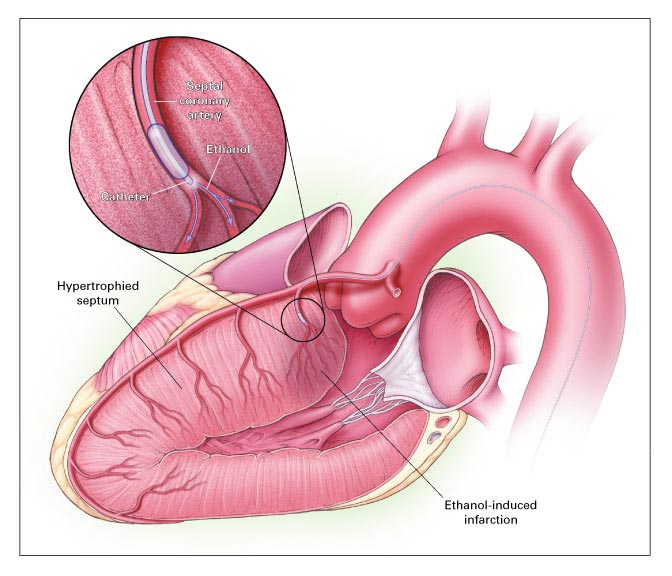 Septal
coronary
artery
Ethanol
Catheter
Hypertrophied
septum
Ethanol-induced
infarction